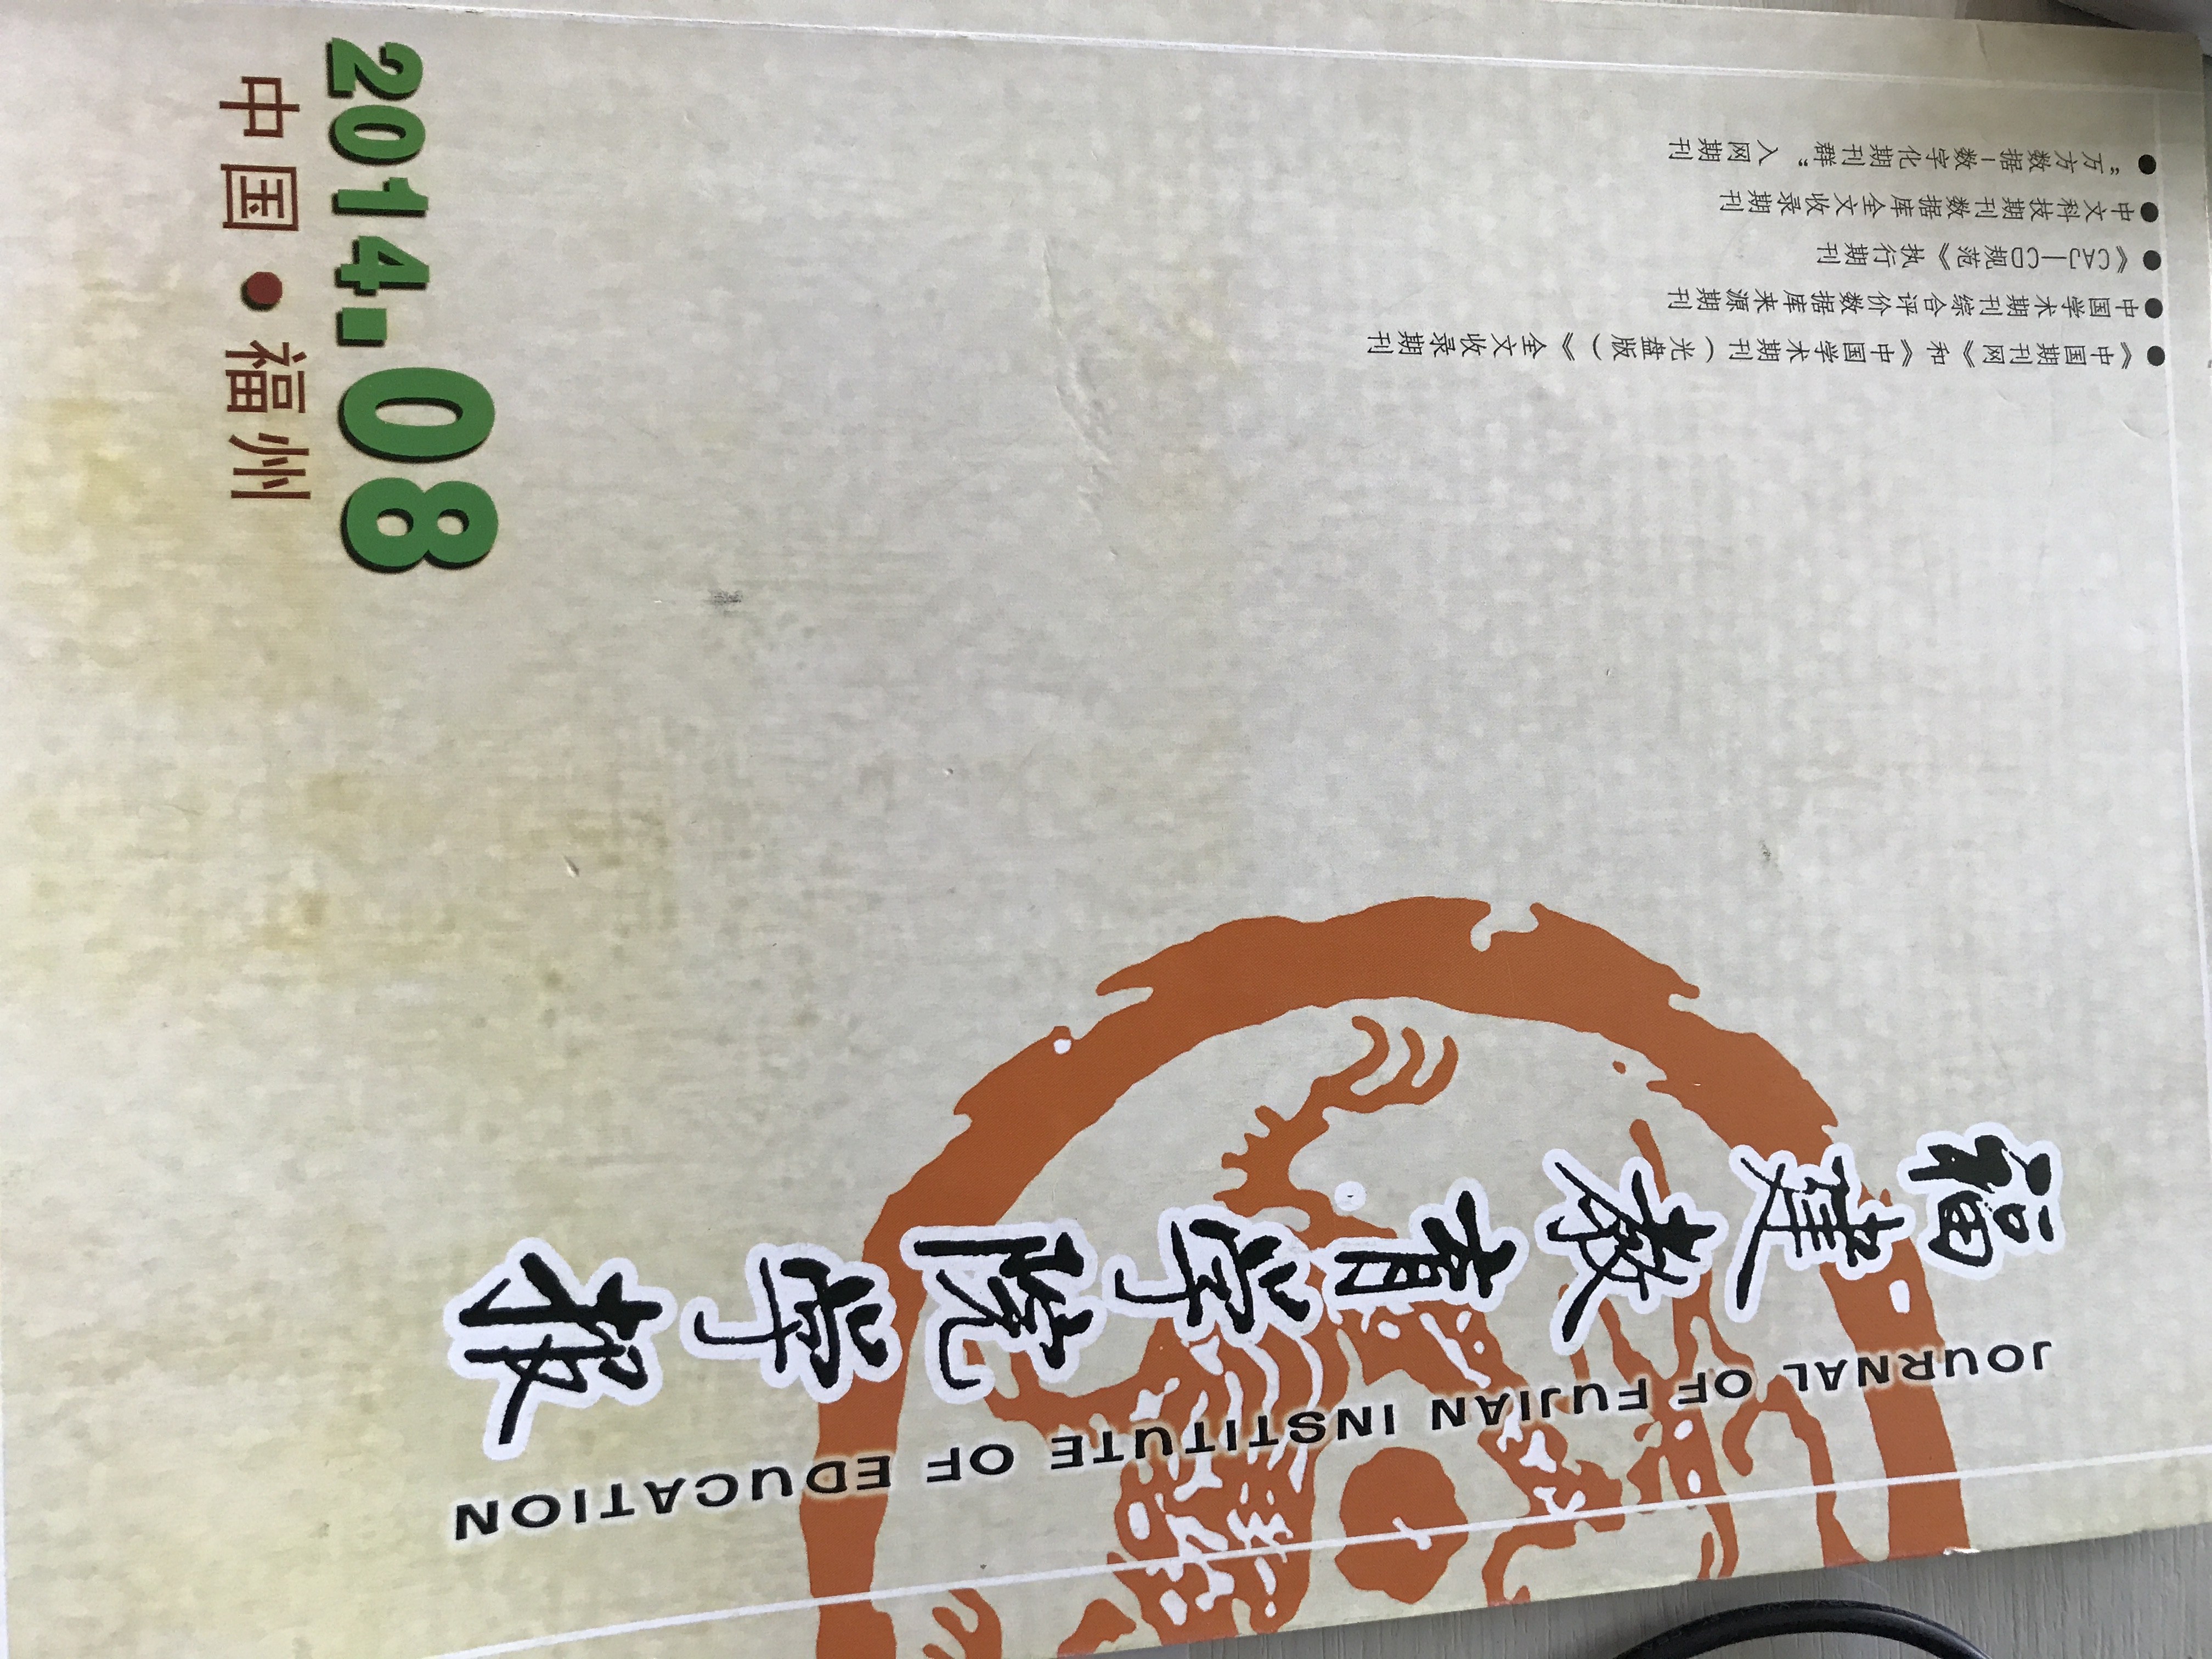 福建教育学院学报
JOURNAL OF FUJIAN INSTITUTE OF EDUCATION
●《中国期刊网》和《中国学术期刊（光盘版）》全文收录期刊
●中国学术期刊综合评价数据库来源期刊
●《CAJ—CD规范》执行期刊
●中文科技期刊数据库全文收录期刊
●“万方数据—数字化期刊群”入网期刊
2014.08
中国•福州